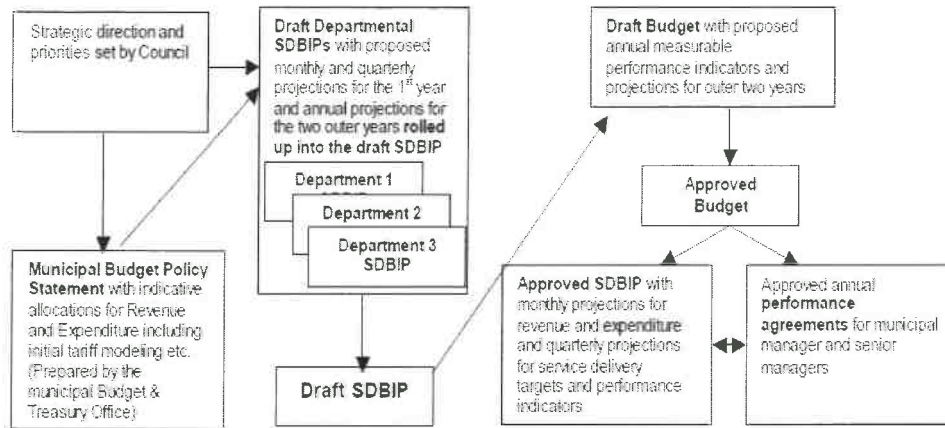 Strategic direction and
priorities set by Council
Draft Departmental
SDBIPs with proposed
monthly and quarterly
projections for the 1st year
and annual projections for
the two outer years rolled
up into the draft SDBIP
Department 1
Department 2
Department 3
SDBIP
Draft SDBIP
Municipal Budget Policy
Statement with indicative
allocations for Revenue
and Expenditure including
initial tariff modeling etc.
(Prepared by the
municipal Budget &
Treasury Office)
Draft Budget with proposed
annual measurable
performance indicators and
projections for outer two years
Approved
Budget
Approved SDBIP with
monthly projections for
revenue and expenditure
and quarterly projections
for service delivery
targets and performance
indicators
Approved annual
performance
agreements for municipal
manager and senior
managers